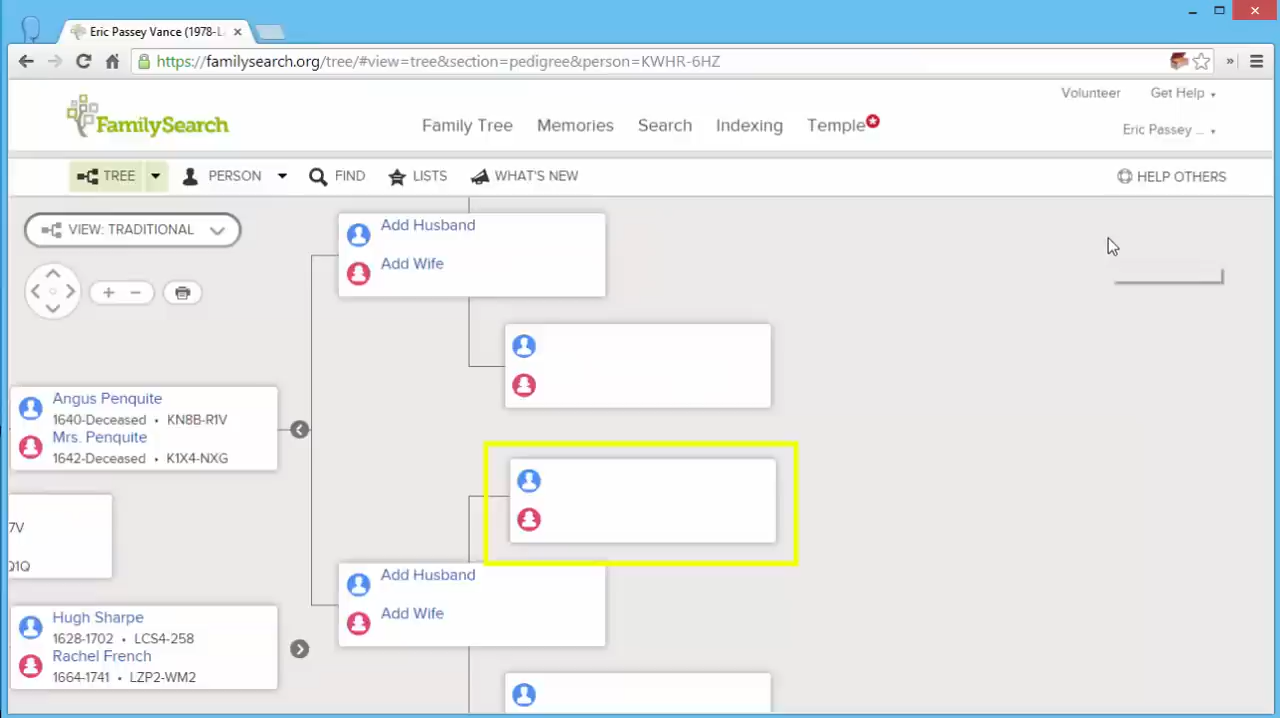 Eric Passey Vance (1978-L
https://familysearch.org/tree/#view=tree&section=pedigree&person=KWHR-6HZ
Volunteer Get Help
FamilySearch
Family Tree Memories Search Indexing Temple
Eric Passey ...
TREE PERSON FIND LISTS WHAT'S NEW HELP OTHERS
VIEW: TRADITIONAL
Add Husband
Add Wife
Angus Penquite
1640-Deceased • KN8B-R1V
Mrs. Penquite
1642-Deceased • K1X4-NXG
7V
Q1Q
Add Husband
Add Wife
Hugh Sharpe
1628-1702 • LCS4-258
Rachel French
1664-1741 • LZP2-WM2